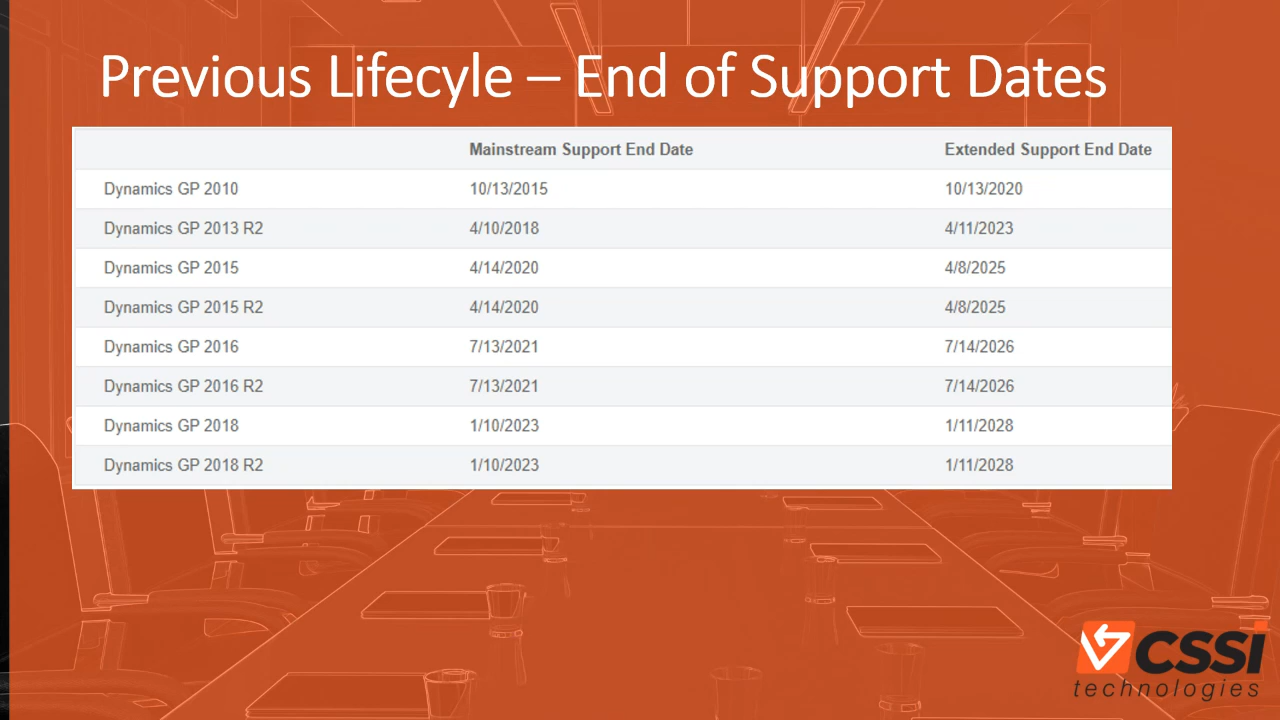 Previous Lifecyle – End of Support Dates
Mainstream Support End Date Extended Support End Date
Dynamics GP 2010 10/13/2015 10/13/2020
Dynamics GP 2013 R2 4/10/2018 4/11/2023
Dynamics GP 2015 4/14/2020 4/8/2025
Dynamics GP 2015 R2 4/14/2020 4/8/2025
Dynamics GP 2016 7/13/2021 7/14/2026
Dynamics GP 2016 R2 7/13/2021 7/14/2026
Dynamics GP 2018 1/10/2023 1/11/2028
Dynamics GP 2018 R2 1/10/2023 1/11/2028
CSSI
technologies